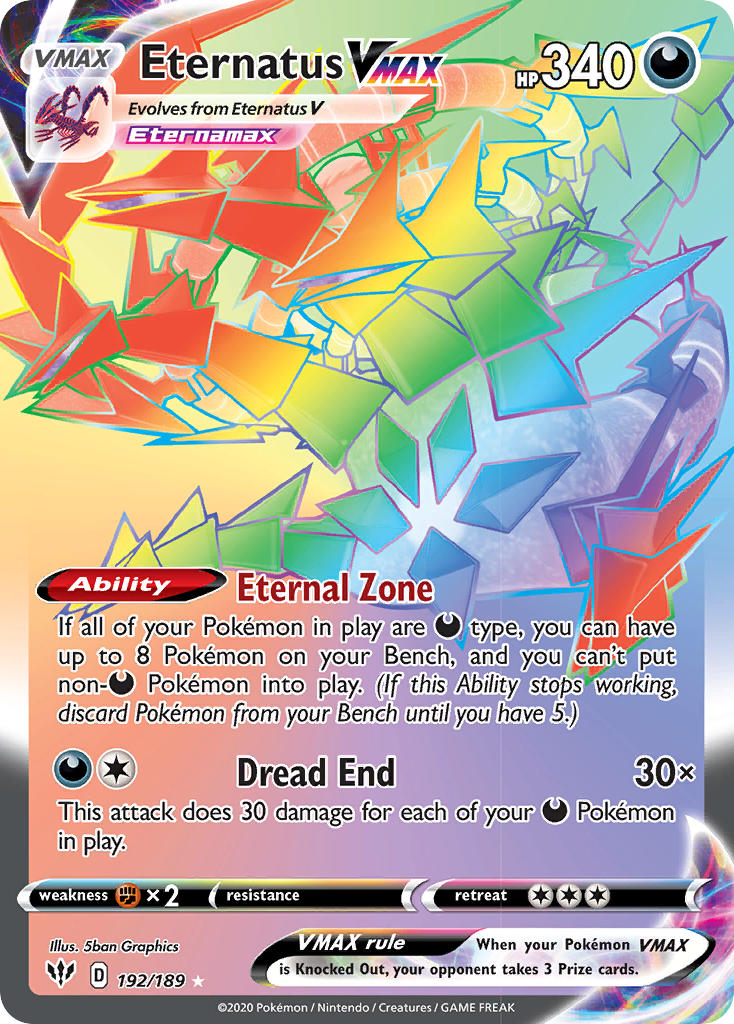 VMAX
Eternatus VMAX
HP 340
Evolves from Eternatus V
Eternamax
Ability Eternal Zone
If all of your Pokémon in play are type, you can have
up to 8 Pokémon on your Bench, and you can't put
non- Pokémon into play. (If this Ability stops working,
discard Pokémon from your Bench until you have 5.)
Dread End 30×
This attack does 30 damage for each of your Pokémon
in play.
weakness ×2 resistance retreat
Illus. 5ban Graphics
VMAX rule When your Pokémon VMAX
is Knocked Out, your opponent takes 3 Prize cards.
D 192/189
©2020 Pokémon / Nintendo / Creatures / GAME FREAK